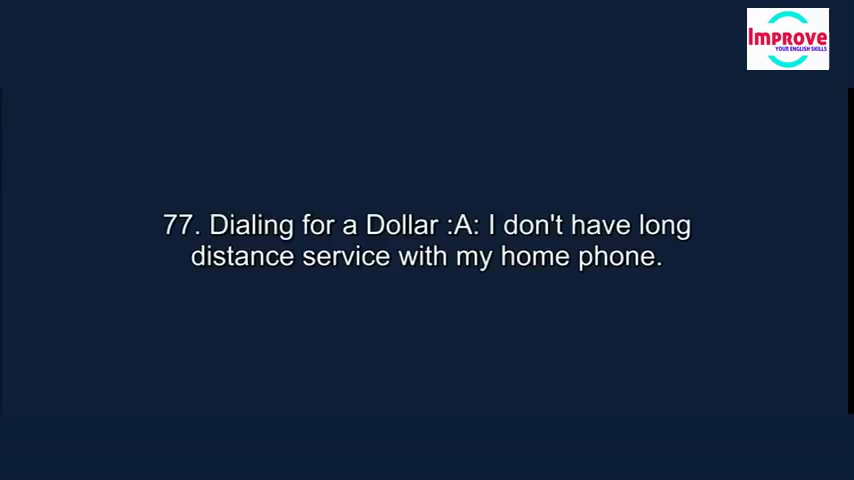 Improve
YOUR ENGLISH SKILLS
77. Dialing for a Dollar :A: I don't have long
distance service with my home phone.